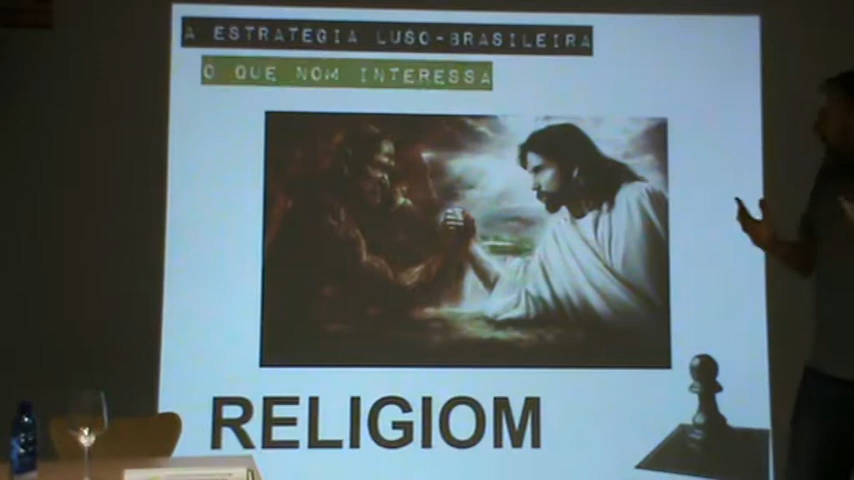 A ESTRATEGIA LUSO-BRASILEIRA
O QUE NOM INTERESSA
RELIGIOM